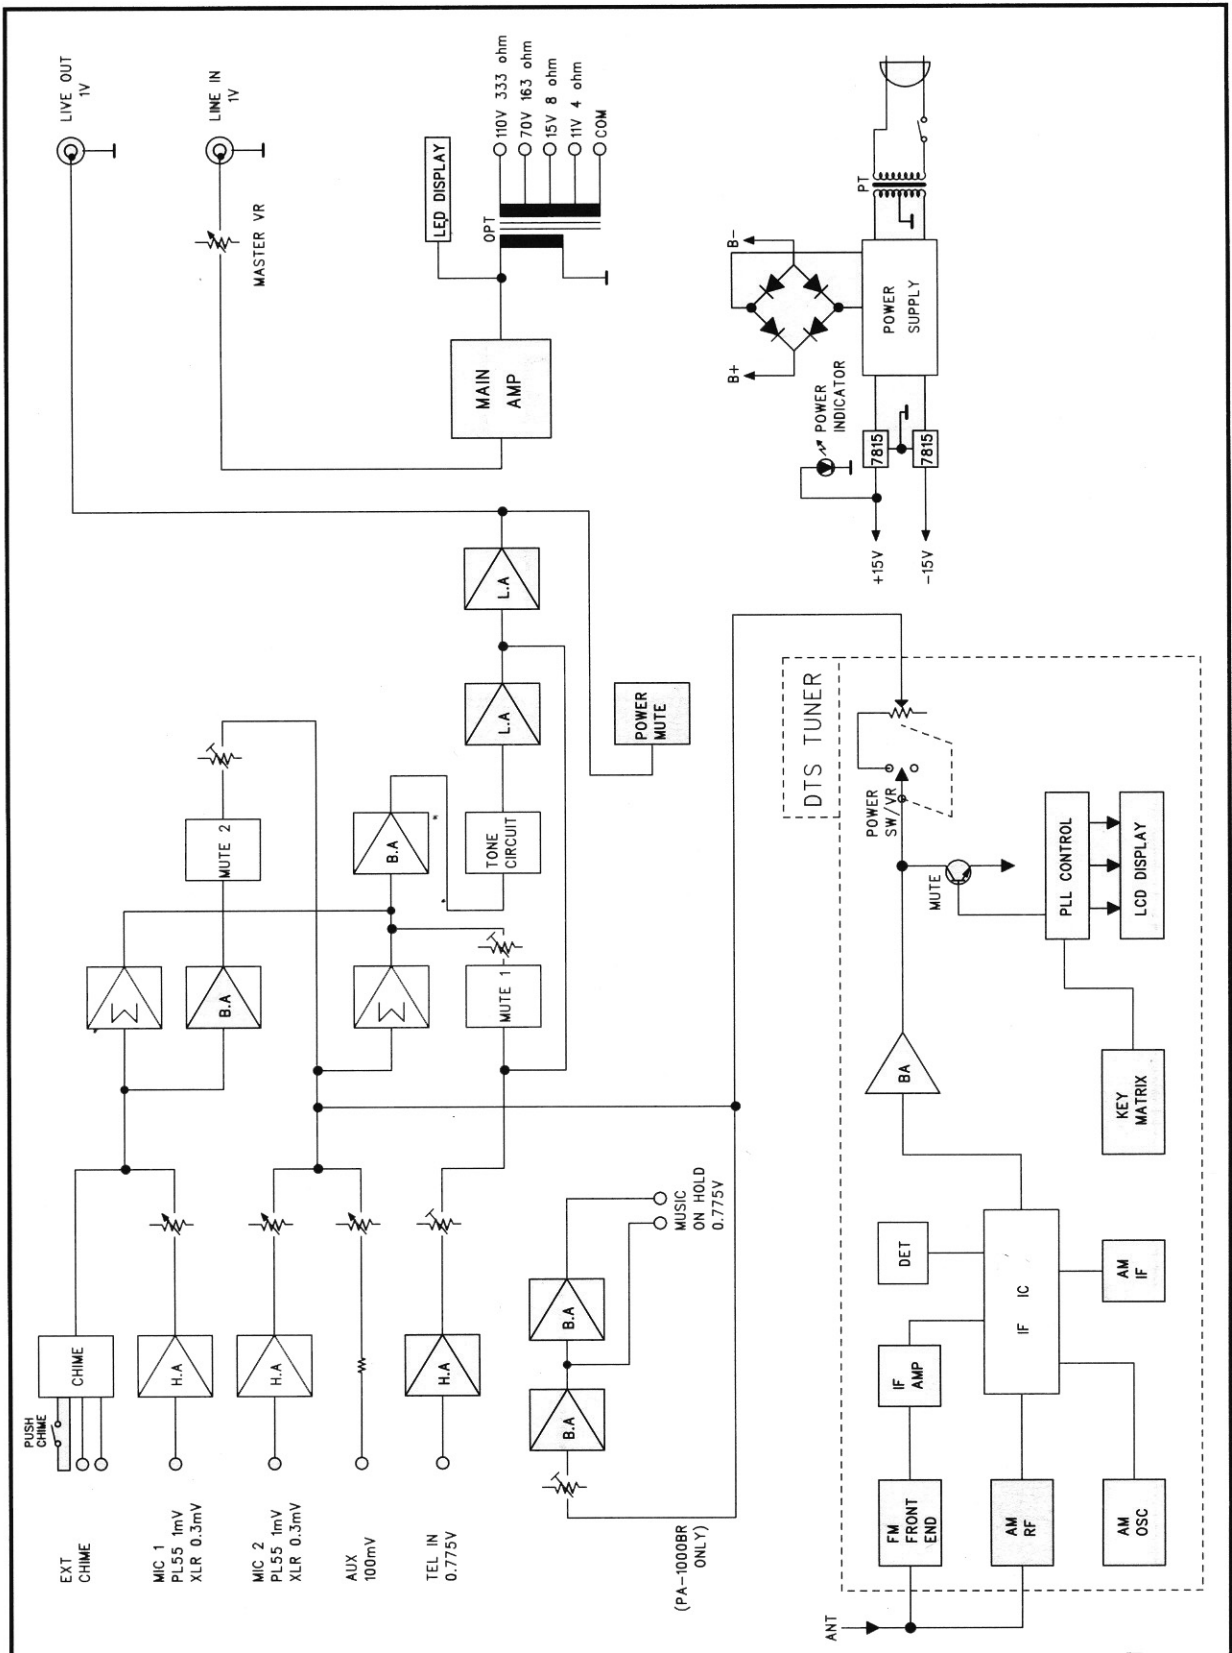 EXT
CHIME
PUSH
CHIME
CHIME
MIC 1
PL55 1mV
XLR 0.3mV
H.A
MIC 2
PL55 1mV
XLR 0.3mV
H.A
AUX
100mV
TEL IN
0.775V
H.A
Σ
B.A
MUTE 2
Σ
B.A
MUTE 1
TONE
CIRCUIT
L.A
L.A
POWER
MUTE
(PA-1000BR
ONLY)
B.A
B.A
MUSIC
ON HOLD
0.775V
LIVE OUT
1V
LINE IN
1V
MASTER VR
MAIN
AMP
LED DISPLAY
OPT
110V 333 ohm
70V 163 ohm
15V 8 ohm
11V 4 ohm
COM
B+
B-
POWER
INDICATOR
+15V
-15V
7815
7815
POWER
SUPPLY
PT
DTS TUNER
ANT
FM
FRONT
END
AM
RF
AM
OSC
IF
AMP
DET
IF IC
AM
IF
BA
MUTE
POWER
SW/VR
PLL CONTROL
LCD DISPLAY
KEY
MATRIX